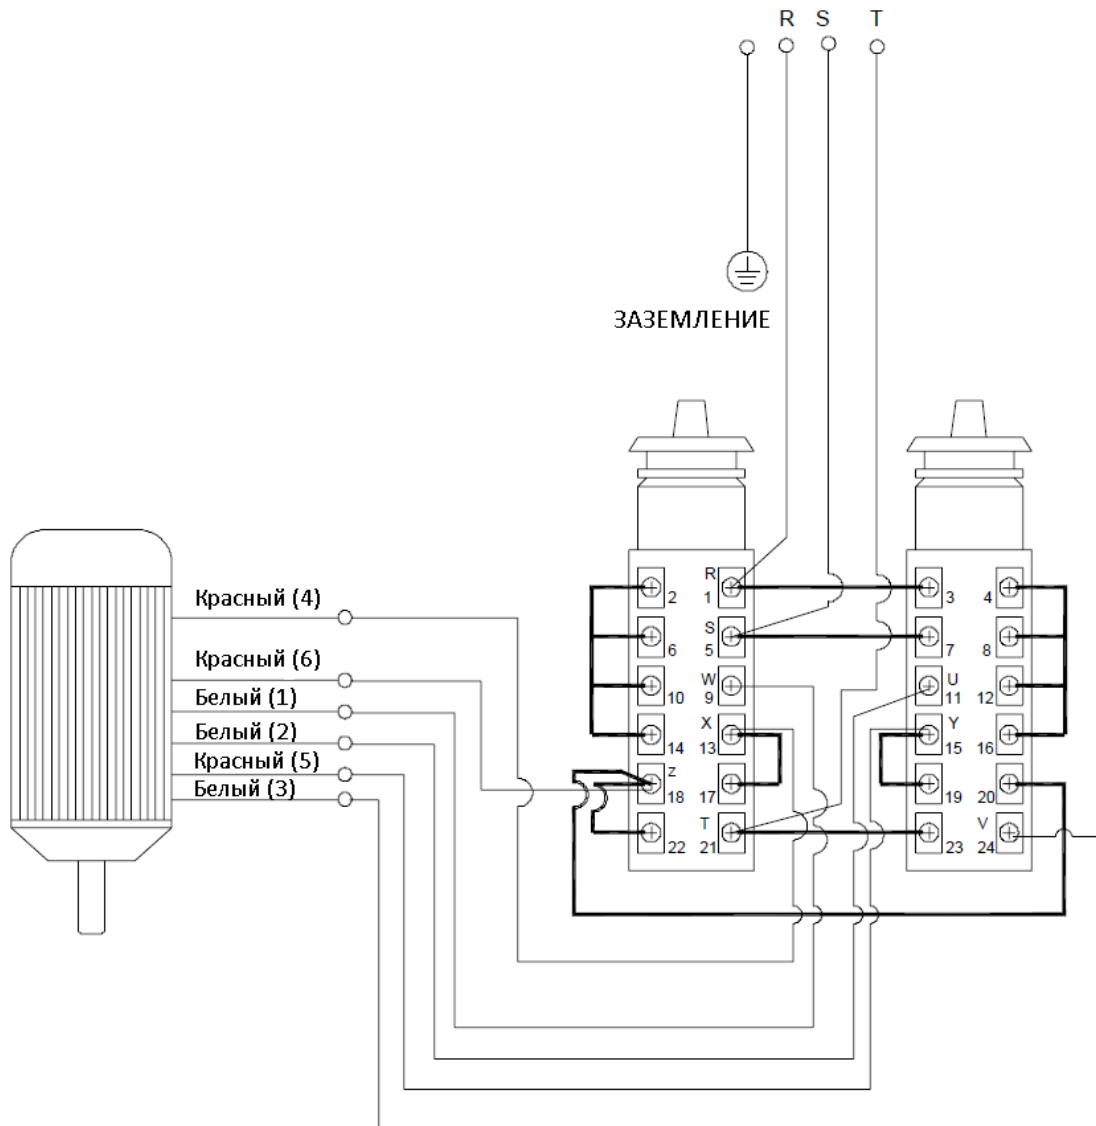 R S T
ЗАЗЕМЛЕНИЕ
Красный (4)
Красный (6)
Белый (1)
Белый (2)
Красный (5)
Белый (3)
R
2 1 3 4
S
6 5 7 8
W U
10 9 11 12
X Y
14 13 15 16
Z
18 17 19 20
T V
22 21 23 24